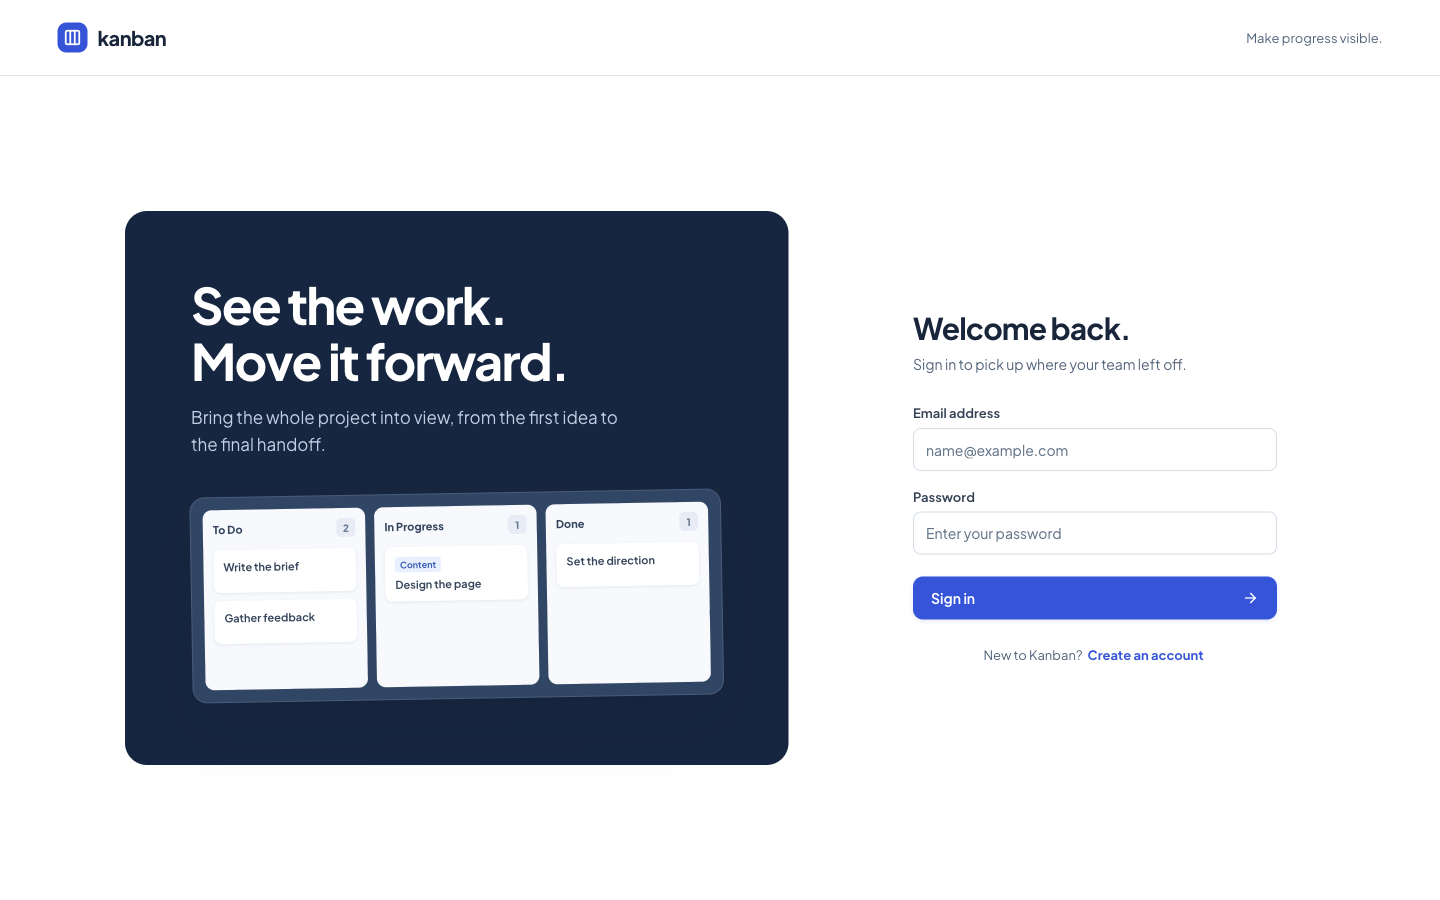 kanban
Make progress visible.
See the work.
Move it forward.
Bring the whole project into view, from the first idea to
the final handoff.
To Do
2
Write the brief
Gather feedback
In Progress
1
Content
Design the page
Done
1
Set the direction
Welcome back.
Sign in to pick up where your team left off.
Email address
name@example.com
Password
Enter your password
Sign in
New to Kanban? Create an account